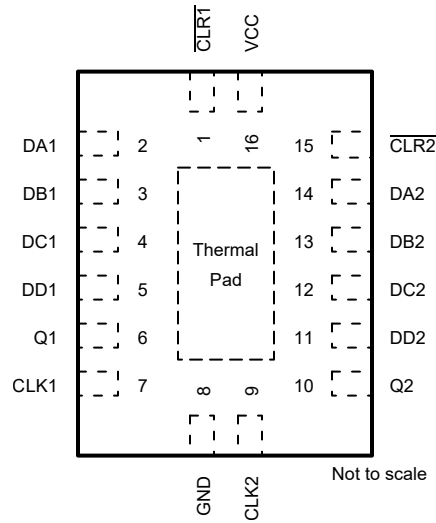 CLR1 VCC
1 16
DA1 2 15 CLR2
DB1 3 14 DA2
DC1 4 13 DB2
DD1 5 12 DC2
Q1 6 11 DD2
CLK1 7 10 Q2
Thermal
Pad
8 9
GND CLK2
Not to scale